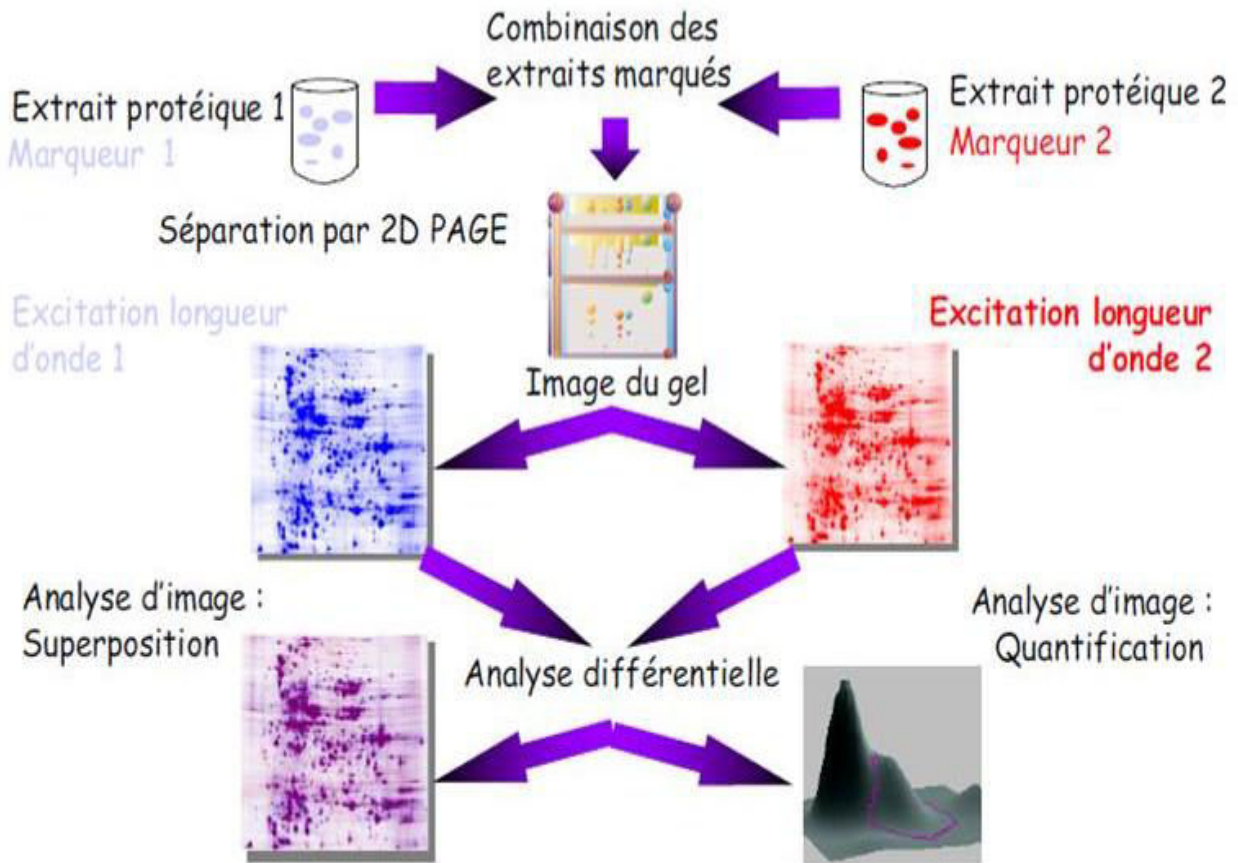 Combinaison des
extraits marqués
Extrait protéique 1
Marqueur 1
Extrait protéique 2
Marqueur 2
Séparation par 2D PAGE
Excitation longueur
d'onde 1
Excitation longueur
d'onde 2
Image du gel
Analyse d'image :
Superposition
Analyse d'image :
Quantification
Analyse différentielle